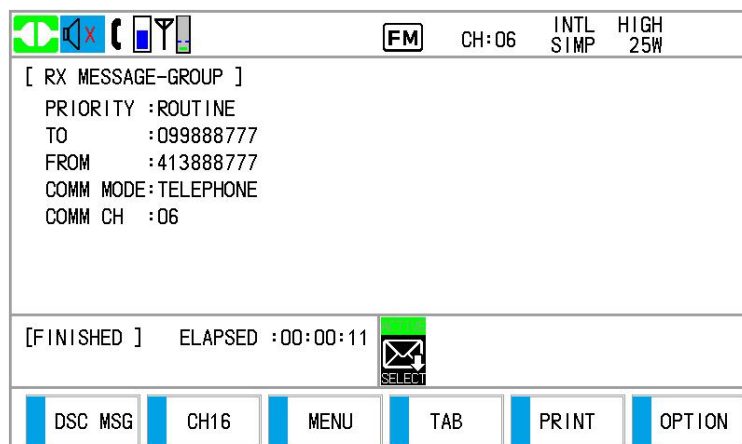 FM CH:06 INTL HIGH
SIMP 25W
[ RX MESSAGE-GROUP ]
PRIORITY :ROUTINE
TO :099888777
FROM :413888777
COMM MODE:TELEPHONE
COMM CH :06
ACTIVE
[FINISHED ] ELAPSED :00:00:11
SELECT
DSC MSG CH16 MENU TAB PRINT OPTION